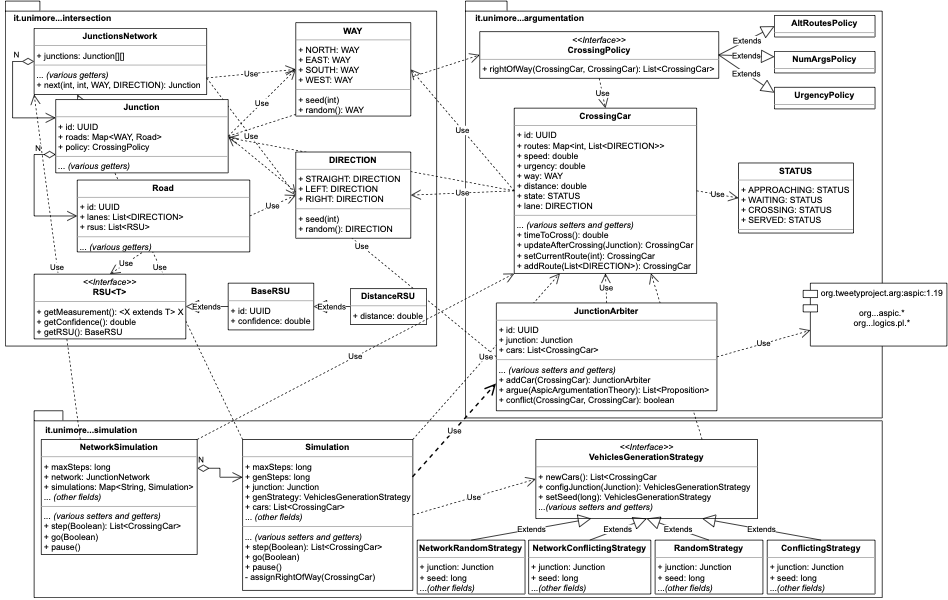 it.unimore...intersection
JunctionsNetwork
+ junctions: Junction[][]
... (various getters)
+ next(int, int, WAY, DIRECTION): Junction
N
Junction
+ id: UUID
+ roads: Map<WAY, Road>
+ policy: CrossingPolicy
... (various getters)
N
Road
+ id: UUID
+ lanes: List<DIRECTION>
+ rsus: List<RSU>
... (various getters)
WAY
+ NORTH: WAY
+ EAST: WAY
+ SOUTH: WAY
+ WEST: WAY
+ seed(int)
+ random(): WAY
DIRECTION
+ STRAIGHT: DIRECTION
+ LEFT: DIRECTION
+ RIGHT: DIRECTION
+ seed(int)
+ random(): DIRECTION
Use
Use
Use
Use
Use
Use
Use
Use
<<Interface>>
RSU<T>
+ getMeasurement(): <X extends T> X
+ getConfidence(): double
+ getRSU(): BaseRSU
Extends
BaseRSU
+ id: UUID
+ confidence: double
Extends
DistanceRSU
+ distance: double
it.unimore...argumentation
<<Interface>>
CrossingPolicy
+ rightOfWay(CrossingCar, CrossingCar): List<CrossingCar>
Extends
Extends
Extends
AltRoutesPolicy
NumArgsPolicy
UrgencyPolicy
Use
Use
Use
CrossingCar
+ id: UUID
+ routes: Map<int, List<DIRECTION>>
+ speed: double
+ urgency: double
+ way: WAY
+ distance: double
+ state: STATUS
+ lane: DIRECTION
... (various setters and getters)
+ timeToCross(): double
+ updateAfterCrossing(Junction): CrossingCar
+ setCurrentRoute(int): CrossingCar
+ addRoute(List<DIRECTION>): CrossingCar
Use
STATUS
+ APPROACHING: STATUS
+ WAITING: STATUS
+ CROSSING: STATUS
+ SERVED: STATUS
Use
JunctionArbiter
+ id: UUID
+ junction: Junction
+ cars: List<CrossingCar>
... (various setters and getters)
+ addCar(CrossingCar): JunctionArbiter
+ argue(AspicArgumentationTheory): List<Proposition>
+ conflict(CrossingCar, CrossingCar): boolean
Use
org.tweetyproject.arg:aspic:1.19
org...aspic.*
org...logics.pl.*
Use
Use
it.unimore...simulation
NetworkSimulation
+ maxSteps: long
+ network: JunctionNetwork
+ simulations: Map<String, Simulation>
... (other fields)
... (various setters and getters)
+ step(Boolean): List<CrossingCar>
+ go(Boolean)
+ pause()
N
Simulation
+ maxSteps: long
+ genSteps: long
+ junction: Junction
+ genStrategy: VehiclesGenerationStrategy
+ cars: List<CrossingCar>
... (other fields)
... (various setters and getters)
+ step(Boolean): List<CrossingCar>
+ go(Boolean)
+ pause()
- assignRightOfWay(CrossingCar)
Use
<<Interface>>
VehiclesGenerationStrategy
+ newCars(): List<CrossingCar
+ configJunction(Junction): VehiclesGenerationStrategy
+ setSeed(long): VehiclesGenerationStrategy
...(various setters and getters)
Extends
Extends
Extends
Extends
NetworkRandomStrategy
+ junction: Junction
+ seed: long
...(other fields)
NetworkConflictingStrategy
+ junction: Junction
+ seed: long
...(other fields)
RandomStrategy
+ junction: Junction
+ seed: long
...(other fields)
ConflictingStrategy
+ junction: Junction
+ seed: long
...(other fields)